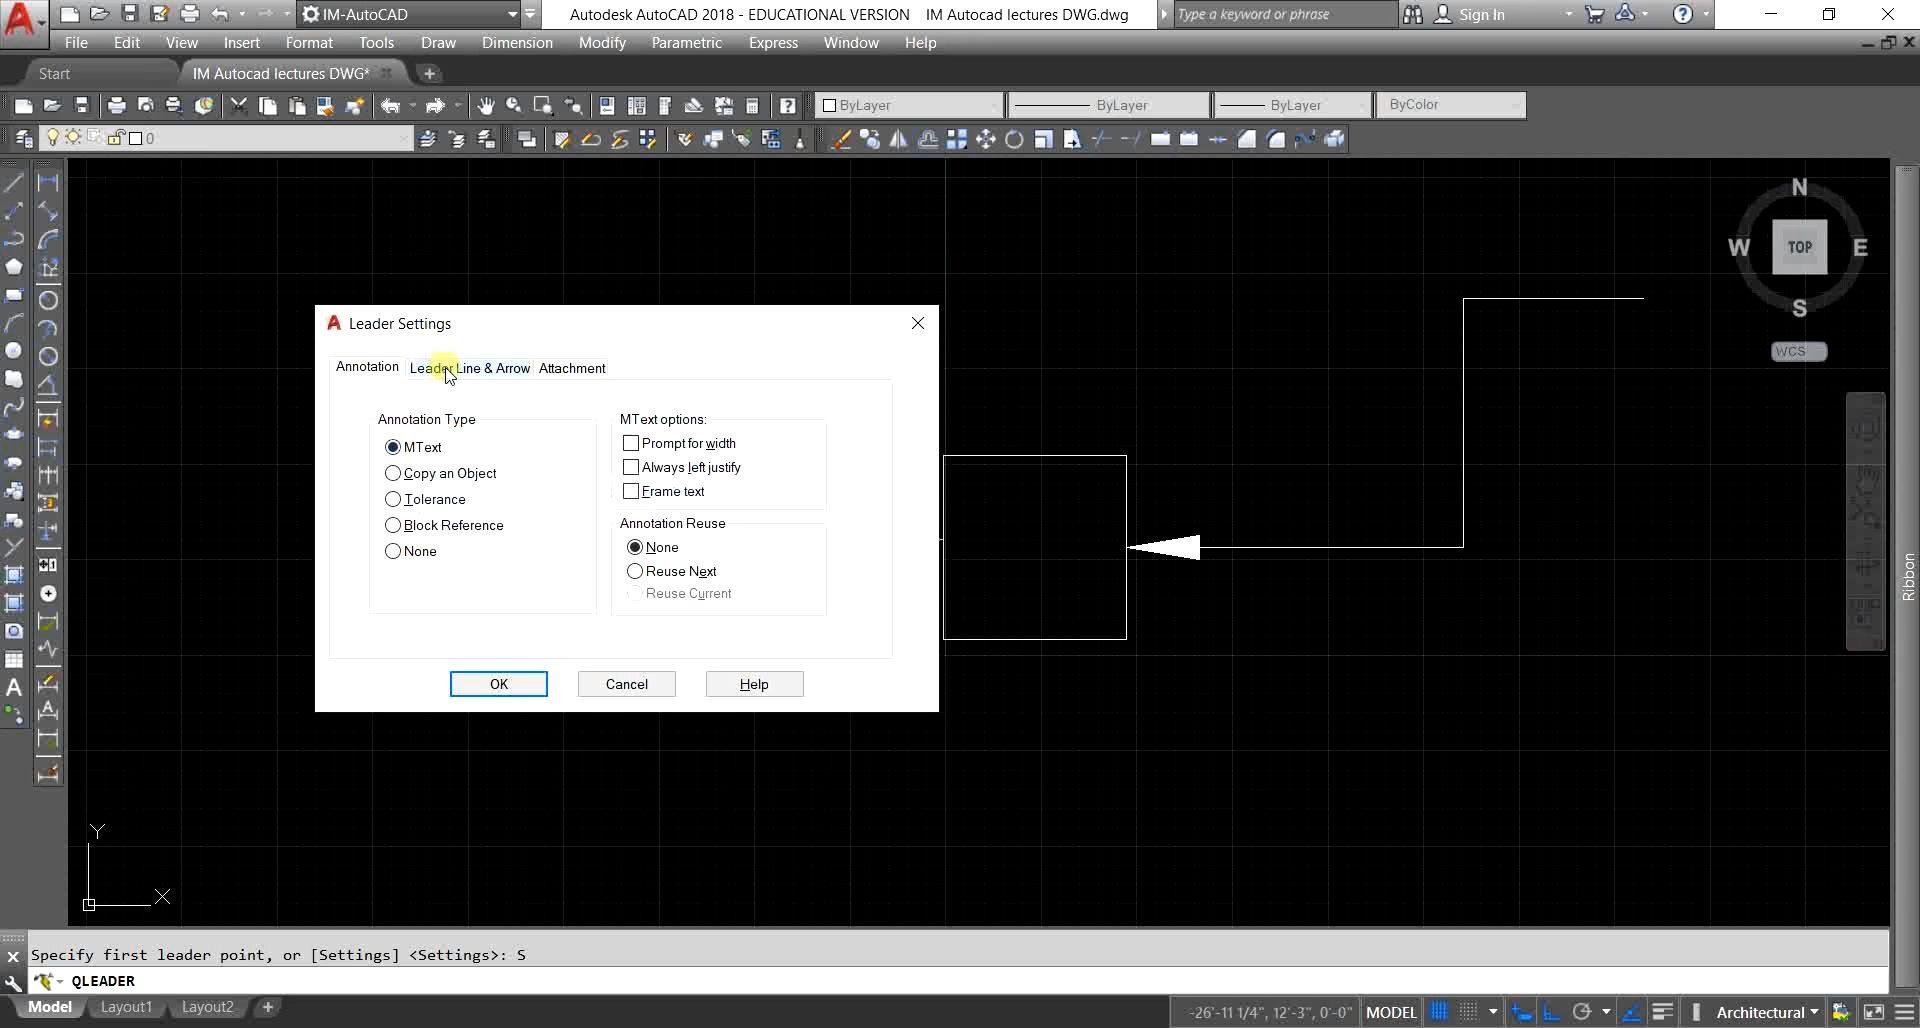 IM-AutoCAD
Autodesk AutoCAD 2018 - EDUCATIONAL VERSION IM Autocad lectures DWG.dwg
Type a keyword or phrase
Sign In
File Edit View Insert Format Tools Draw Dimension Modify Parametric Express Window Help
Start
IM Autocad lectures DWG*
ByLayer
ByLayer
ByLayer
ByColor
0
N
W
TOP
E
S
WCS
Leader Settings
Annotation
Leader Line & Arrow
Attachment
Annotation Type
MText
Copy an Object
Tolerance
Block Reference
None
MText options:
Prompt for width
Always left justify
Frame text
Annotation Reuse
None
Reuse Next
Reuse Current
OK
Cancel
Help
Ribbon
Y
X
Specify first leader point, or [Settings] <Settings>: S
QLEADER
Model
Layout1
Layout2
-26'-11 1/4", 12'-3", 0'-0"
MODEL
Architectural